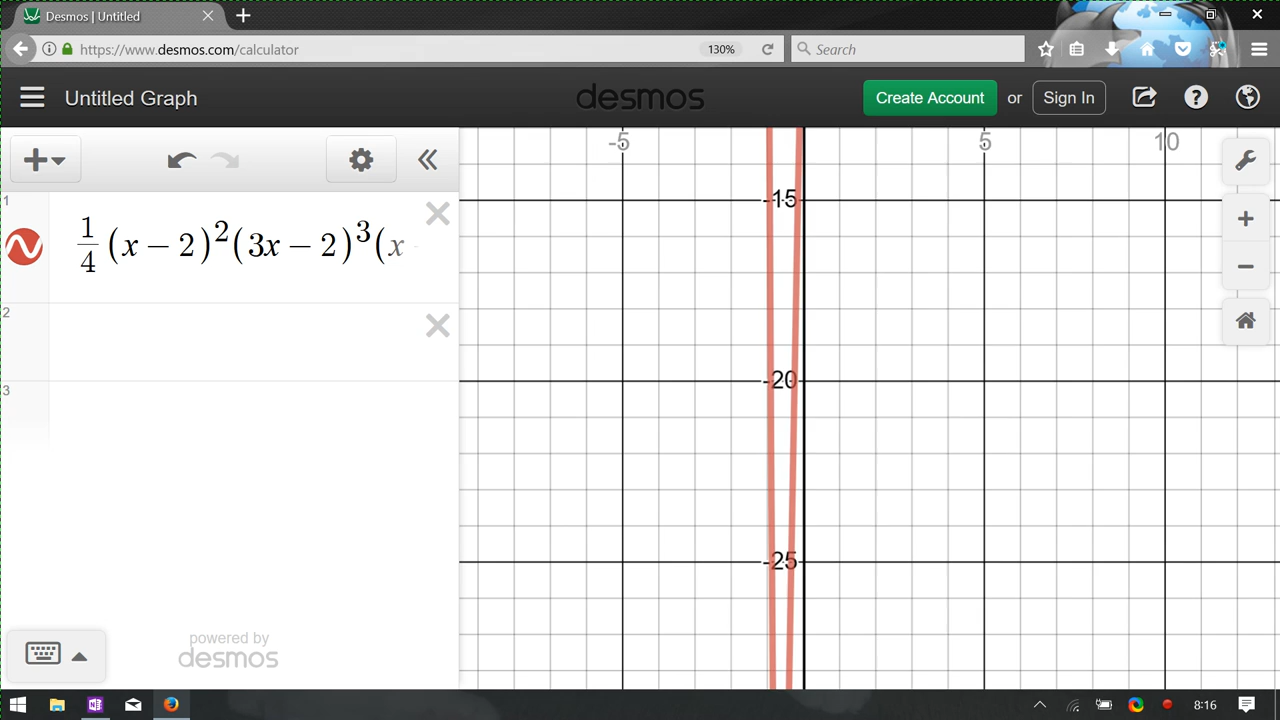 Desmos | Untitled
https://www.desmos.com/calculator
130%
Search
Untitled Graph
desmos
Create Account or Sign In
-5 5 10
1
1/4 (x − 2)² (3x − 2)³ (x
-15
2
-20
3
-25
powered by
desmos
8:16